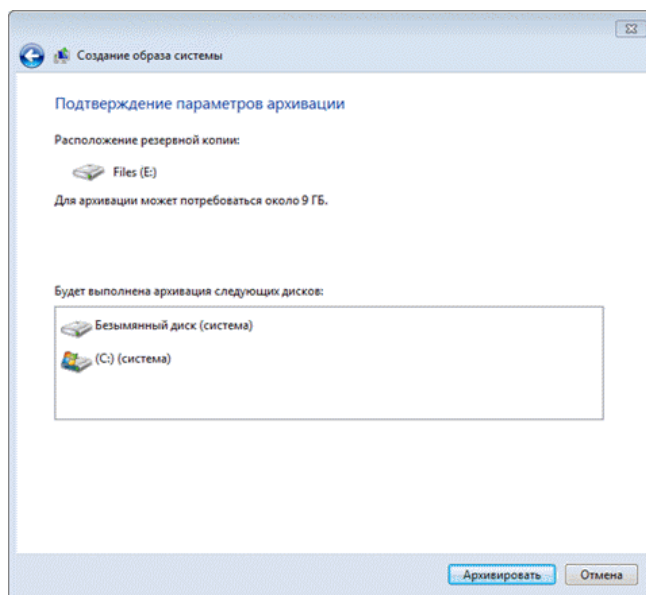 Создание образа системы
Подтверждение параметров архивации
Расположение резервной копии:
Files (E:)
Для архивации может потребоваться около 9 ГБ.
Будет выполнена архивация следующих дисков:
Безымянный диск (система)
(C:) (система)
Архивировать
Отмена